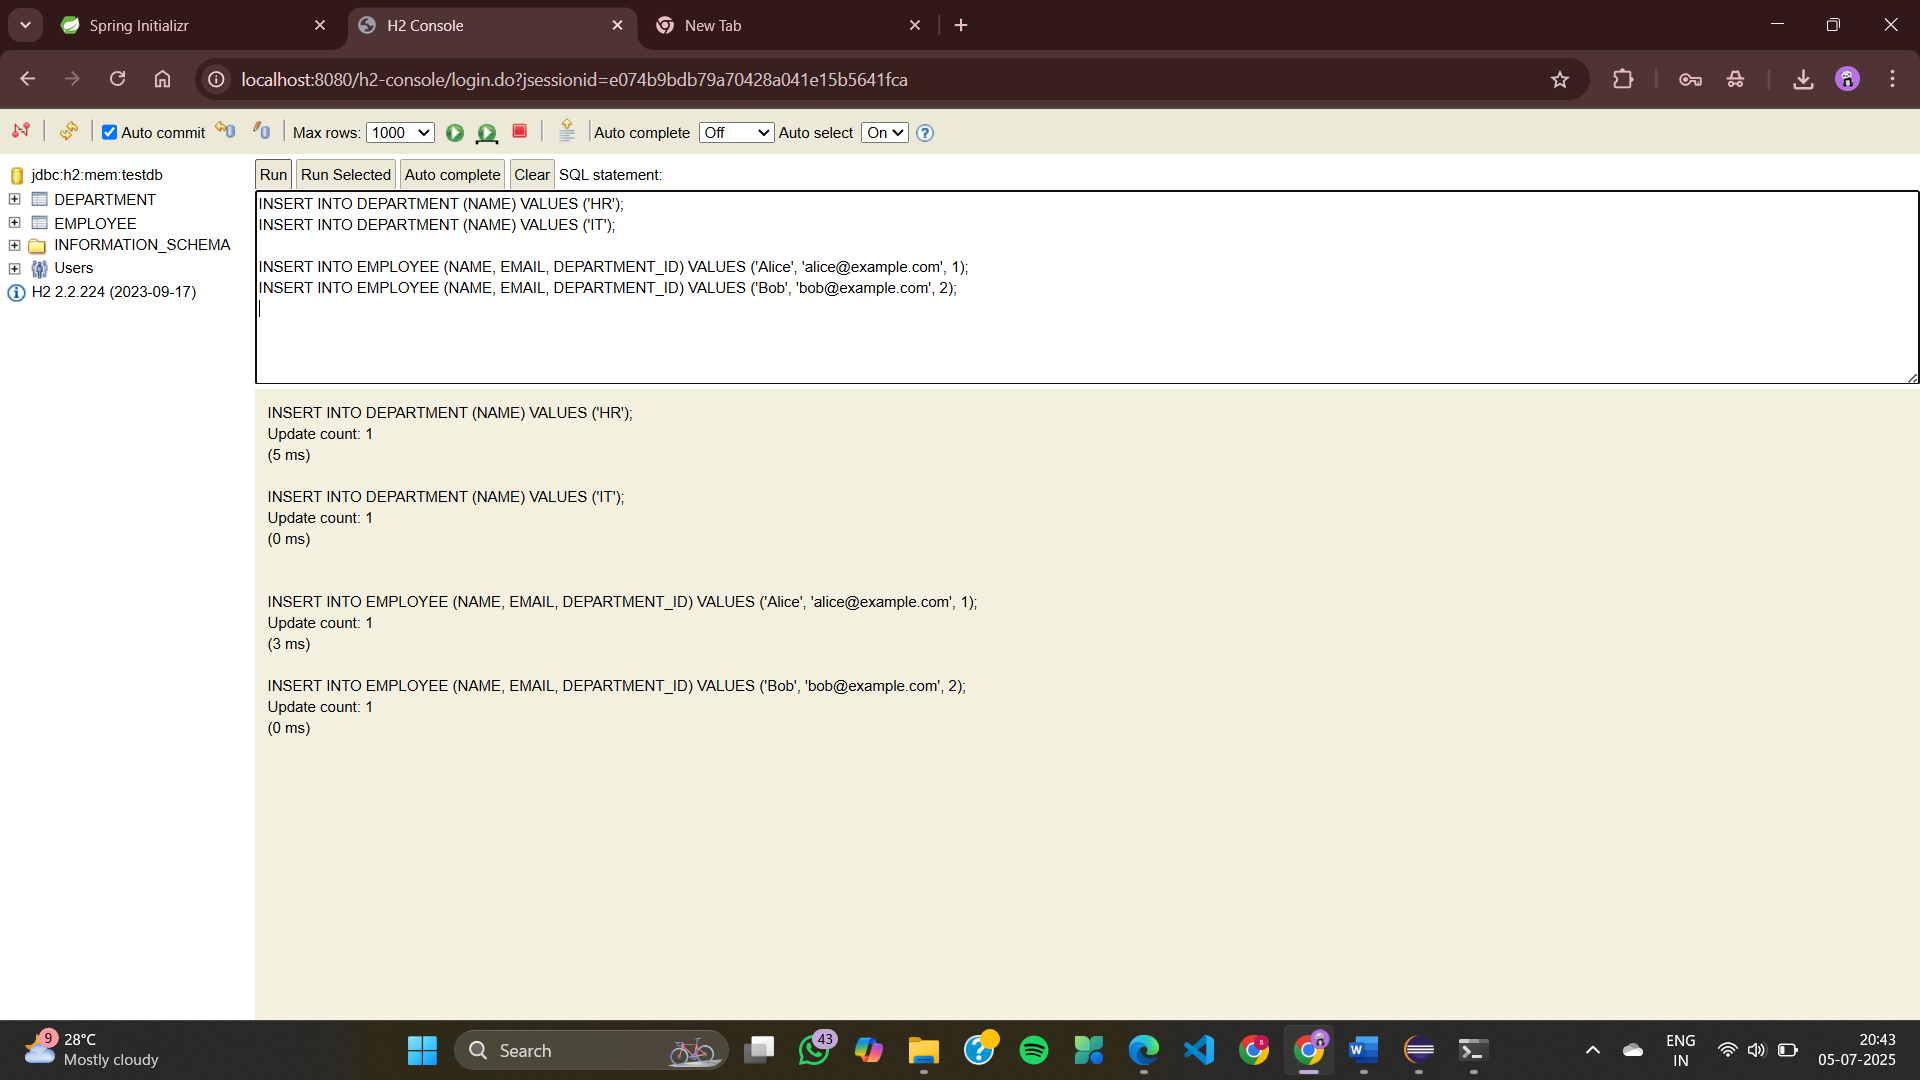 Spring Initializr
H2 Console
New Tab
localhost:8080/h2-console/login.do?jsessionid=e074b9bdb79a70428a041e15b5641fca
Auto commit
Max rows: 1000
Auto complete Off
Auto select On
jdbc:h2:mem:testdb
DEPARTMENT
EMPLOYEE
INFORMATION_SCHEMA
Users
H2 2.2.224 (2023-09-17)
Run Run Selected Auto complete Clear SQL statement:
INSERT INTO DEPARTMENT (NAME) VALUES ('HR');
INSERT INTO DEPARTMENT (NAME) VALUES ('IT');
INSERT INTO EMPLOYEE (NAME, EMAIL, DEPARTMENT_ID) VALUES ('Alice', 'alice@example.com', 1);
INSERT INTO EMPLOYEE (NAME, EMAIL, DEPARTMENT_ID) VALUES ('Bob', 'bob@example.com', 2);
INSERT INTO DEPARTMENT (NAME) VALUES ('HR');
Update count: 1
(5 ms)
INSERT INTO DEPARTMENT (NAME) VALUES ('IT');
Update count: 1
(0 ms)
INSERT INTO EMPLOYEE (NAME, EMAIL, DEPARTMENT_ID) VALUES ('Alice', 'alice@example.com', 1);
Update count: 1
(3 ms)
INSERT INTO EMPLOYEE (NAME, EMAIL, DEPARTMENT_ID) VALUES ('Bob', 'bob@example.com', 2);
Update count: 1
(0 ms)
9
28°C
Mostly cloudy
Search
43
ENG
IN
20:43
05-07-2025